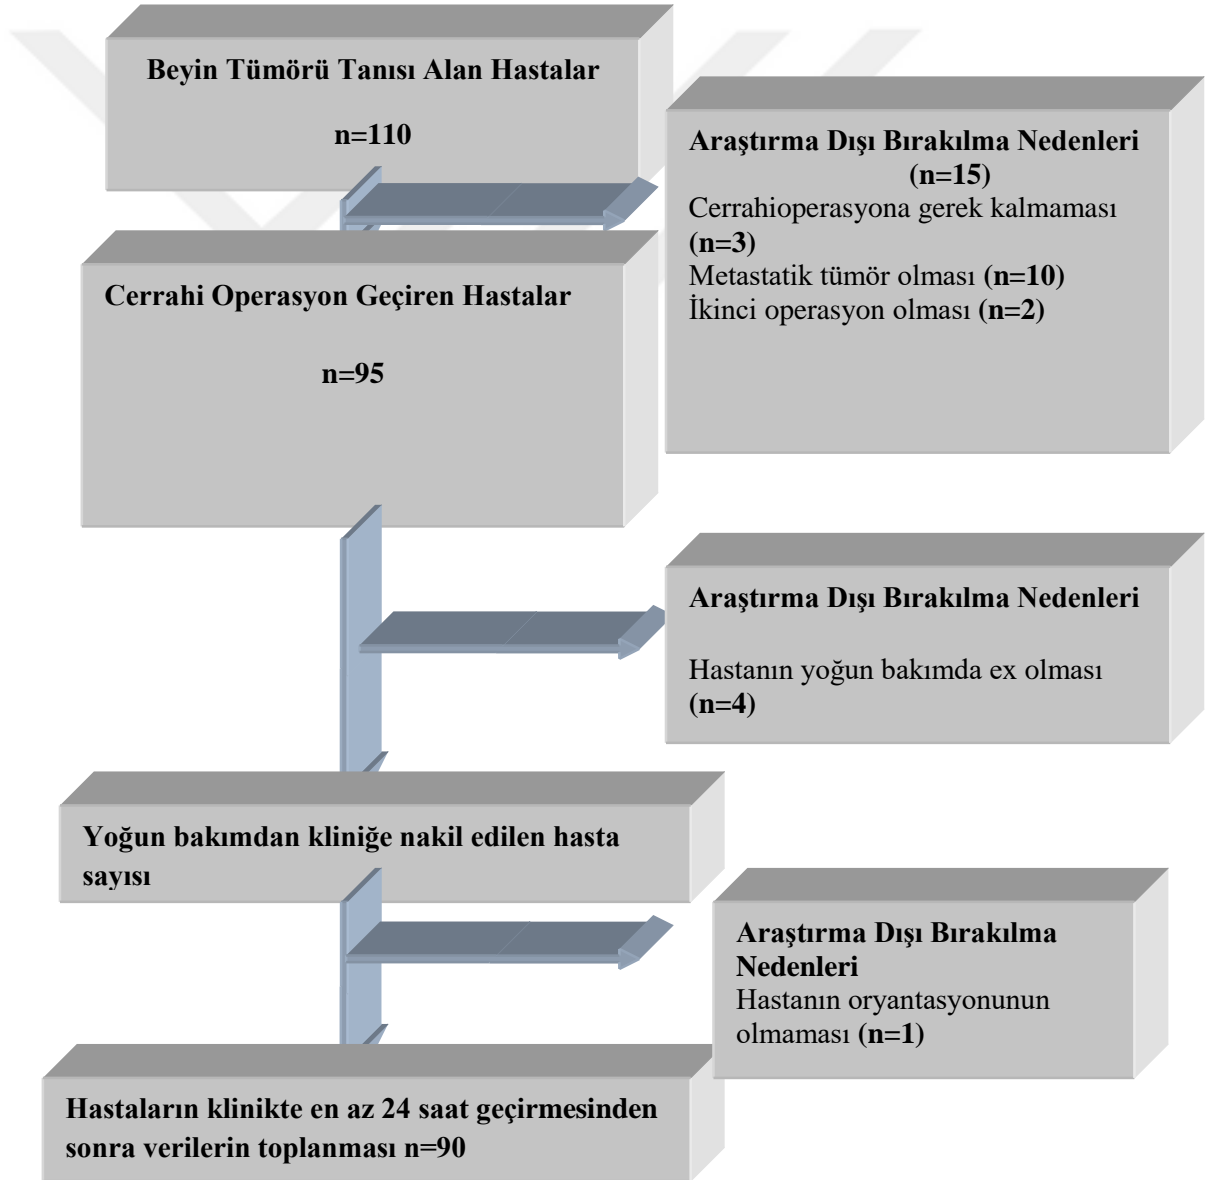 Beyin Tümörü Tanısı Alan Hastalar
n=110
Araştırma Dışı Bırakılma Nedenleri
(n=15)
Cerrahioperasyona gerek kalmaması
(n=3)
Metastatik tümör olması (n=10)
İkinci operasyon olması (n=2)
Cerrahi Operasyon Geçiren Hastalar
n=95
Araştırma Dışı Bırakılma Nedenleri
Hastanın yoğun bakımda ex olması
(n=4)
Yoğun bakımdan kliniğe nakil edilen hasta
sayısı
Araştırma Dışı Bırakılma
Nedenleri
Hastanın oryantasyonunun
olmaması (n=1)
Hastaların klinikte en az 24 saat geçirmesinden
sonra verilerin toplanması n=90